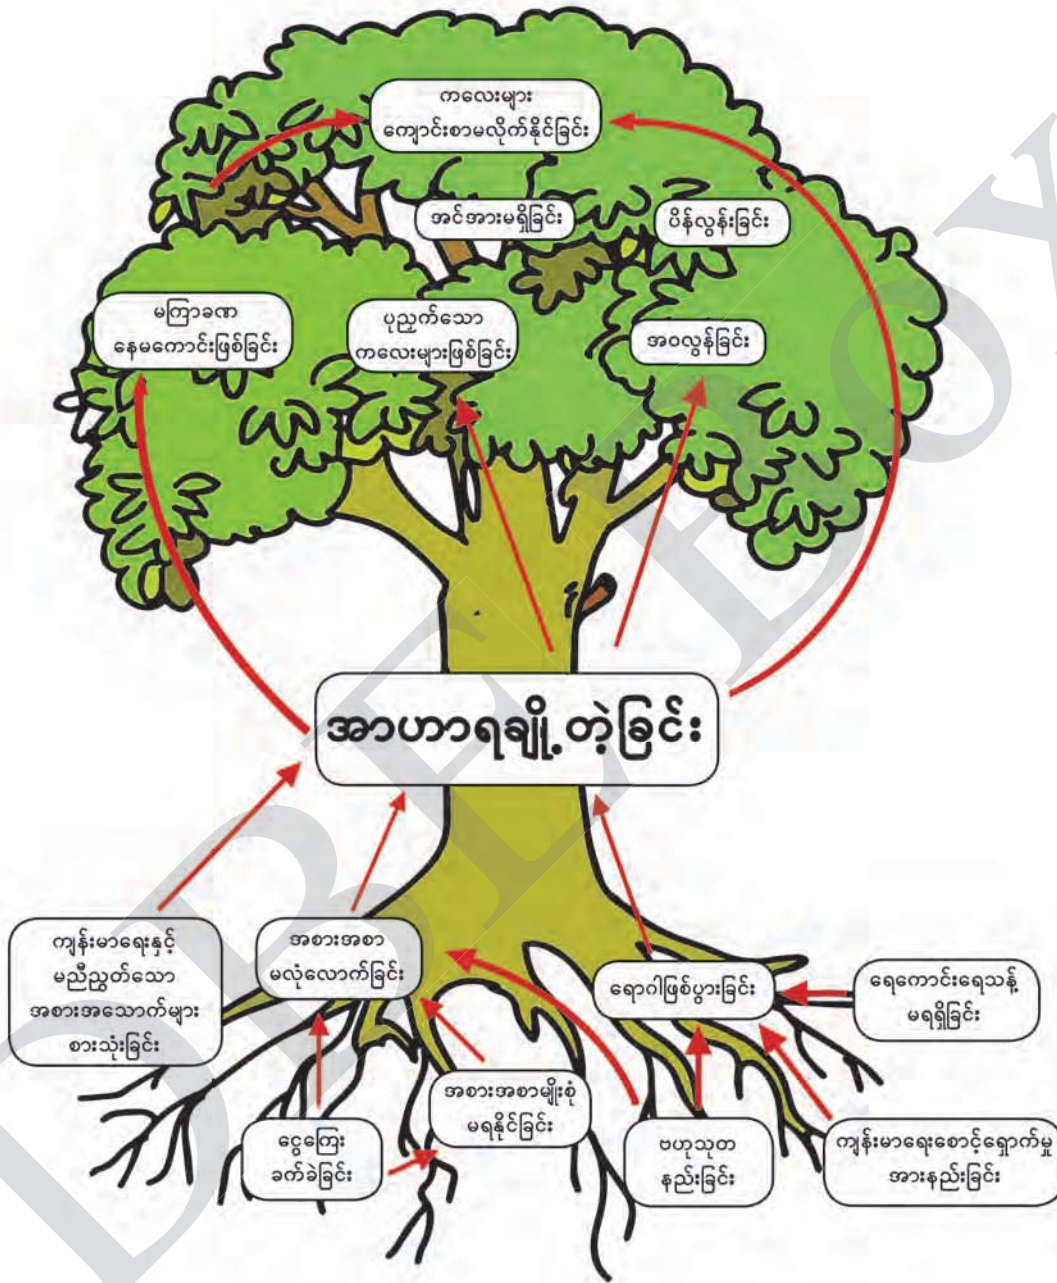 ကလေးများ
ကျောင်းစာမလိုက်နိုင်ခြင်း
အင်အားမရှိခြင်း
ပိန်လွန်းခြင်း
မကြာခဏ
နေမကောင်းဖြစ်ခြင်း
ပုညှက်သော
ကလေးများဖြစ်ခြင်း
အဝလွန်ခြင်း
အာဟာရချို့တဲ့ခြင်း
ကျန်းမာရေးနှင့်
မညီညွတ်သော
အစားအသောက်များ
စားသုံးခြင်း
အစားအစာ
မလုံလောက်ခြင်း
ရောဂါဖြစ်ပွားခြင်း
ရေကောင်းရေသန့်
မရရှိခြင်း
ငွေကြေး
ခက်ခဲခြင်း
အစားအစာမျိုးစုံ
မရနိုင်ခြင်း
ဗဟုသုတ
နည်းခြင်း
ကျန်းမာရေးစောင့်ရှောက်မှု
အားနည်းခြင်း
DBE EOXY